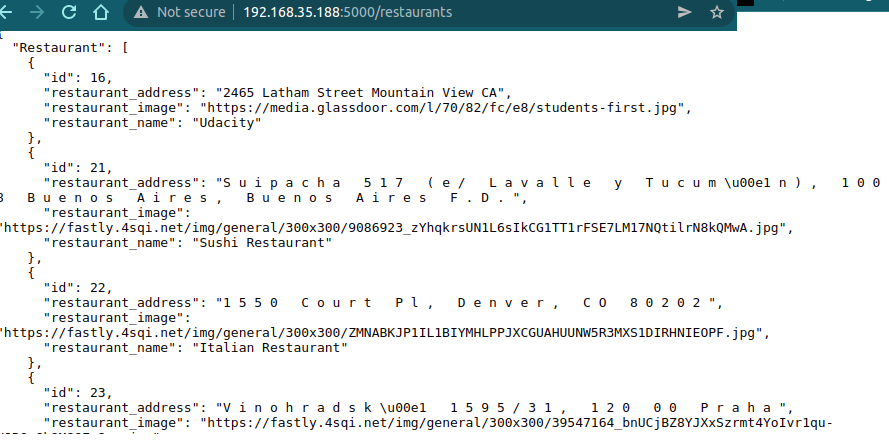 Not secure | 192.168.35.188:5000/restaurants
"Restaurant": [
{
"id": 16,
"restaurant_address": "2465 Latham Street Mountain View CA",
"restaurant_image": "https://media.glassdoor.com/l/70/82/fc/e8/students-first.jpg",
"restaurant_name": "Udacity"
},
{
"id": 21,
"restaurant_address": "S u i p a c h a   5 1 7   ( e /   L a v a l l e   y   T u c u m \u00e1 n ) ,   1 0 0
8   B u e n o s   A i r e s ,   B u e n o s   A i r e s   F . D . ",
"restaurant_image":
"https://fastly.4sqi.net/img/general/300x300/9086923_zYhqkrsUN1L6sIkCG1TT1rFSE7LM17NQtilrN8kQMwA.jpg",
"restaurant_name": "Sushi Restaurant"
},
{
"id": 22,
"restaurant_address": "1 5 5 0   C o u r t   P l ,   D e n v e r ,   C O   8 0 2 0 2 ",
"restaurant_image":
"https://fastly.4sqi.net/img/general/300x300/ZMNABKJP1IL1BIYMHLPPJXCGUAHUUNW5R3MXS1DIRHNIEOPF.jpg",
"restaurant_name": "Italian Restaurant"
},
{
"id": 23,
"restaurant_address": "V i n o h r a d s k \u00e1   1 5 9 5 / 3 1 ,   1 2 0   0 0   P r a h a ",
"restaurant_image": "https://fastly.4sqi.net/img/general/300x300/39547164_bnUCjBZ8YJXxSzrmt4YoIvr1qu-